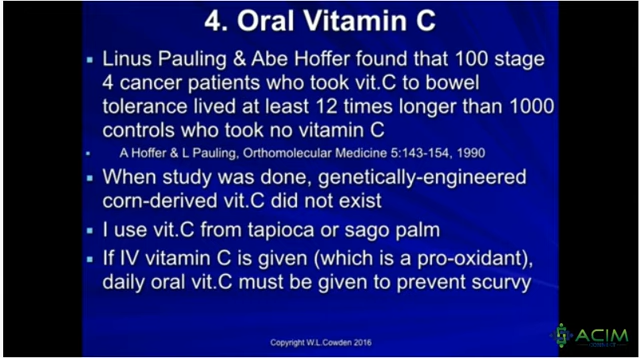 4. Oral Vitamin C
Linus Pauling & Abe Hoffer found that 100 stage
4 cancer patients who took vit.C to bowel
tolerance lived at least 12 times longer than 1000
controls who took no vitamin C
A Hoffer & L Pauling, Orthomolecular Medicine 5:143-154, 1990
When study was done, genetically-engineered
corn-derived vit.C did not exist
I use vit.C from tapioca or sago palm
If IV vitamin C is given (which is a pro-oxidant),
daily oral vit.C must be given to prevent scurvy
Copyright W.L.Cowden 2016
ACIM